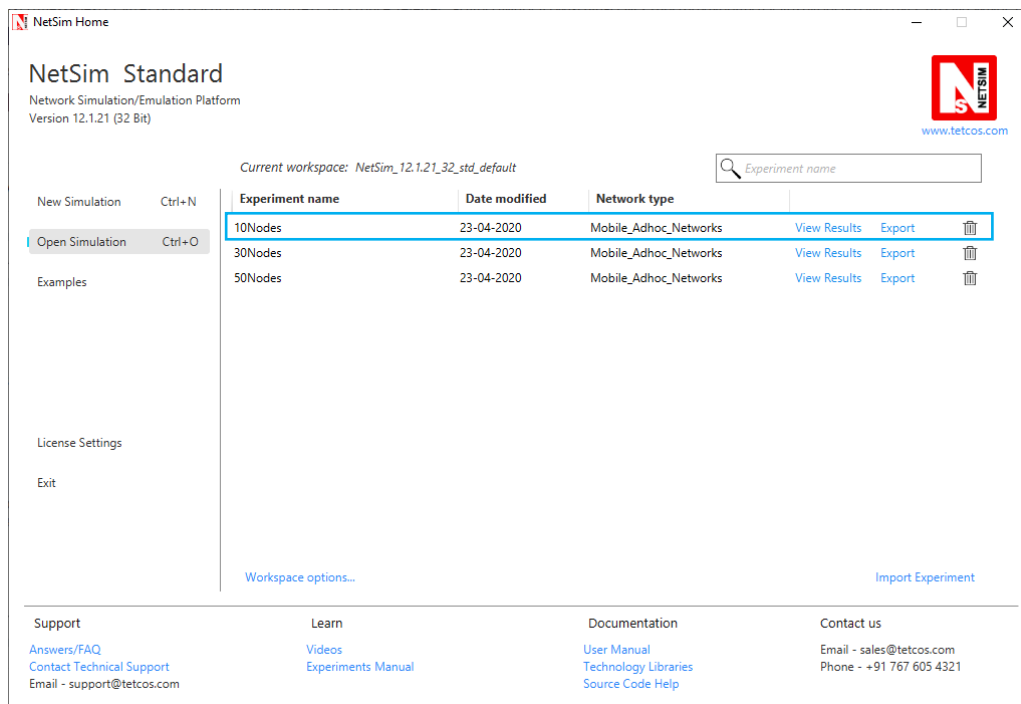 NetSim Home
NetSim Standard
Network Simulation/Emulation Platform
Version 12.1.21 (32 Bit)
NETSIM
NS
www.tetcos.com
Current workspace: NetSim_12.1.21_32_std_default
Experiment name
New Simulation Ctrl+N
Open Simulation Ctrl+O
Examples
License Settings
Exit
Experiment name Date modified Network type
10Nodes 23-04-2020 Mobile_Adhoc_Networks View Results Export
30Nodes 23-04-2020 Mobile_Adhoc_Networks View Results Export
50Nodes 23-04-2020 Mobile_Adhoc_Networks View Results Export
Workspace options...
Import Experiment
Support
Answers/FAQ
Contact Technical Support
Email - support@tetcos.com
Learn
Videos
Experiments Manual
Documentation
User Manual
Technology Libraries
Source Code Help
Contact us
Email - sales@tetcos.com
Phone - +91 767 605 4321